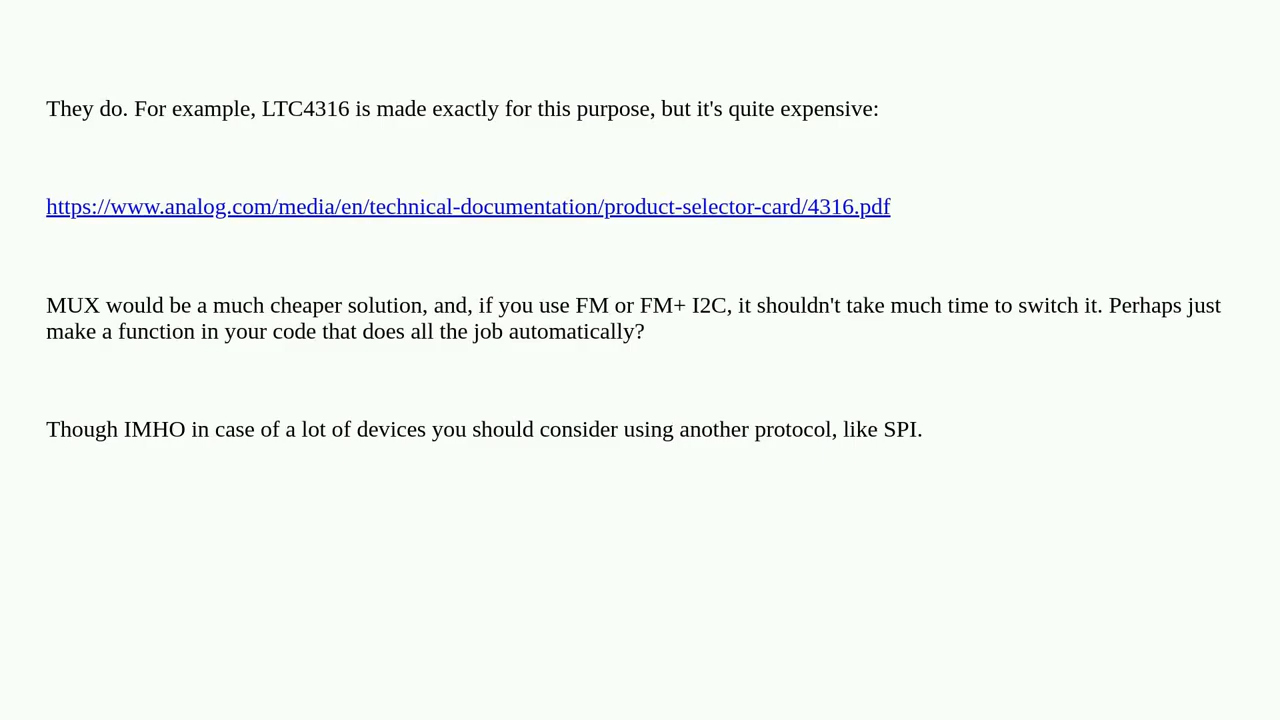 They do. For example, LTC4316 is made exactly for this purpose, but it's quite expensive:
https://www.analog.com/media/en/technical-documentation/product-selector-card/4316.pdf
MUX would be a much cheaper solution, and, if you use FM or FM+ I2C, it shouldn't take much time to switch it. Perhaps just
make a function in your code that does all the job automatically?
Though IMHO in case of a lot of devices you should consider using another protocol, like SPI.